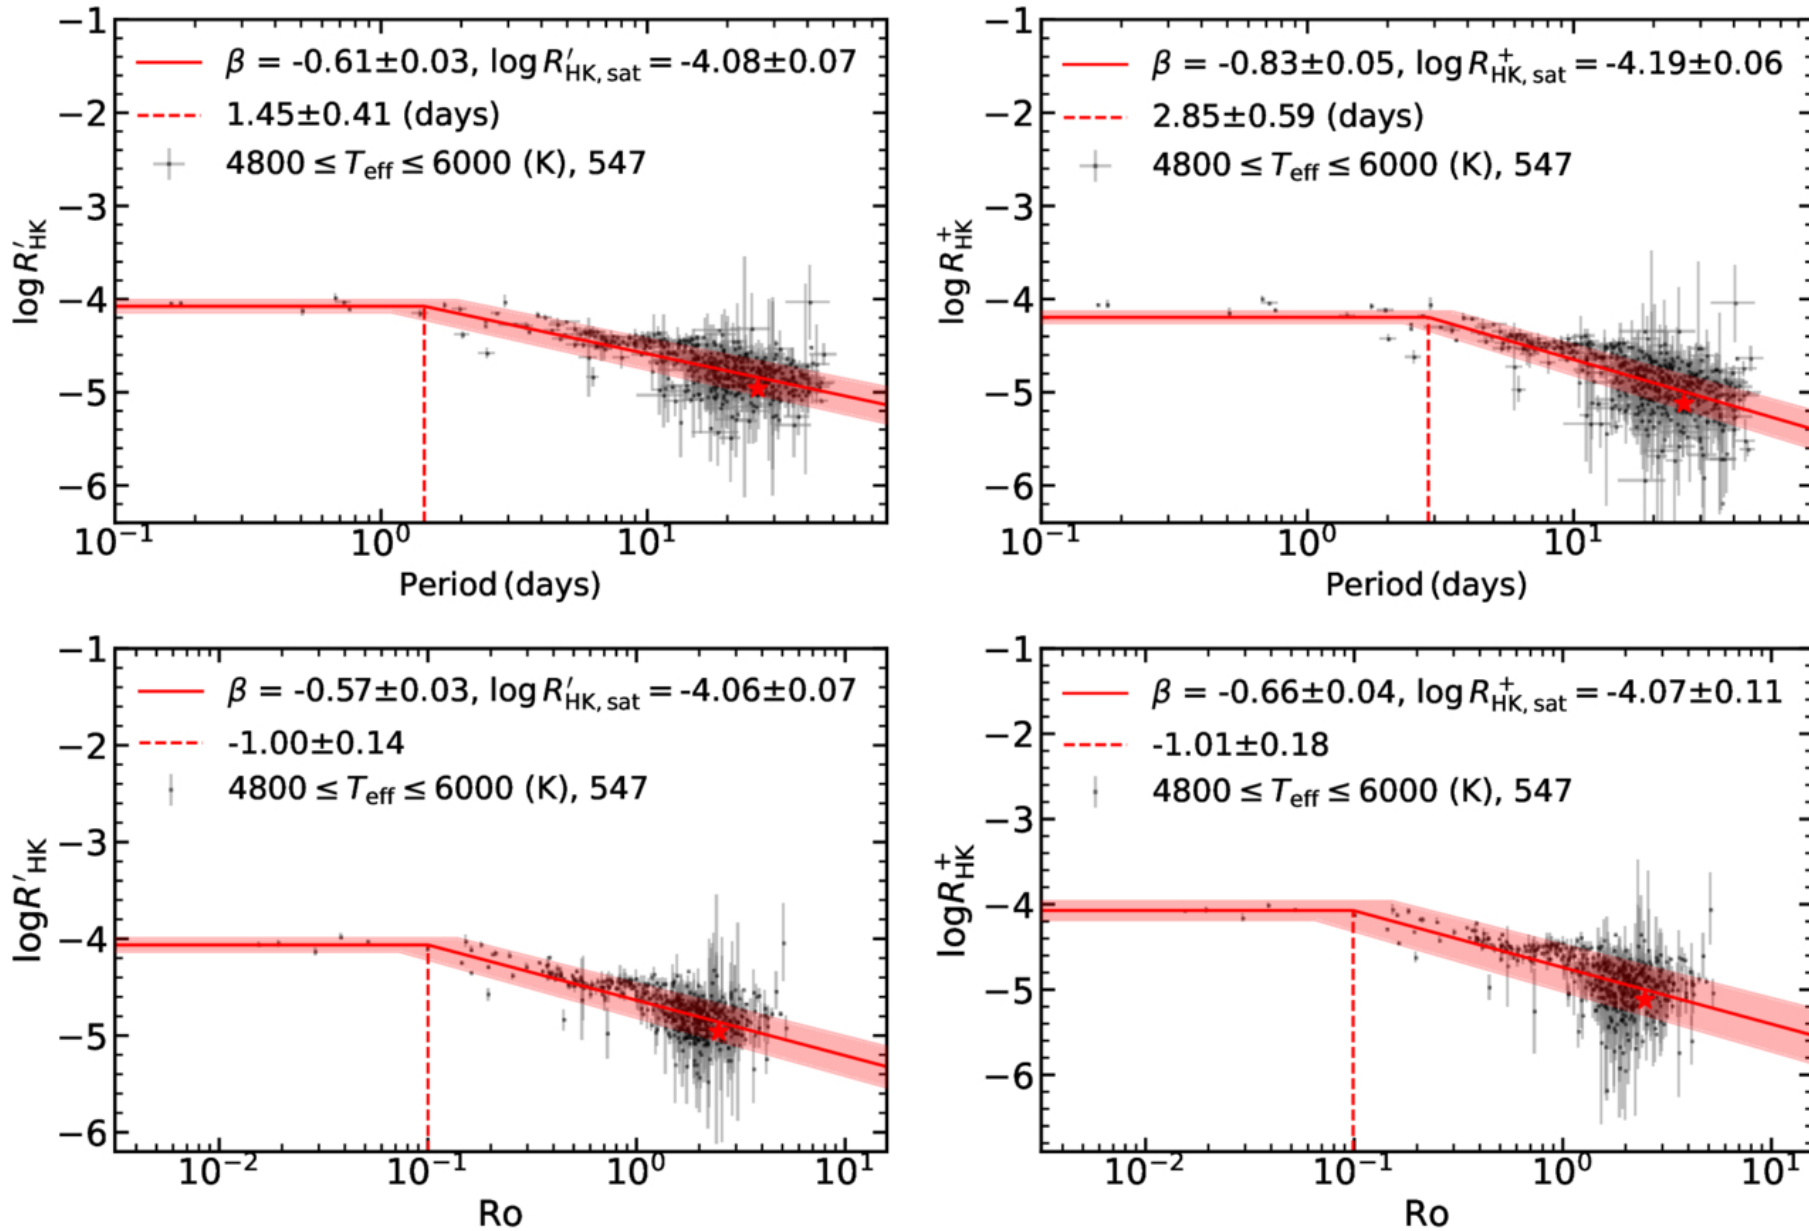 β = -0.61±0.03, log R′HK, sat = -4.08±0.07
1.45±0.41 (days)
4800 ≤ Teff ≤ 6000 (K), 547
log R′HK
−1
−2
−3
−4
−5
−6
10⁻¹ 10⁰ 10¹
Period (days)
β = -0.83±0.05, log R⁺HK, sat = -4.19±0.06
2.85±0.59 (days)
4800 ≤ Teff ≤ 6000 (K), 547
log R⁺HK
−1
−2
−3
−4
−5
−6
10⁻¹ 10⁰ 10¹
Period (days)
β = -0.57±0.03, log R′HK, sat = -4.06±0.07
-1.00±0.14
4800 ≤ Teff ≤ 6000 (K), 547
logR′HK
−1
−2
−3
−4
−5
−6
10⁻² 10⁻¹ 10⁰ 10¹
Ro
β = -0.66±0.04, log R⁺HK, sat = -4.07±0.11
-1.01±0.18
4800 ≤ Teff ≤ 6000 (K), 547
logR⁺HK
−1
−2
−3
−4
−5
−6
10⁻² 10⁻¹ 10⁰ 10¹
Ro